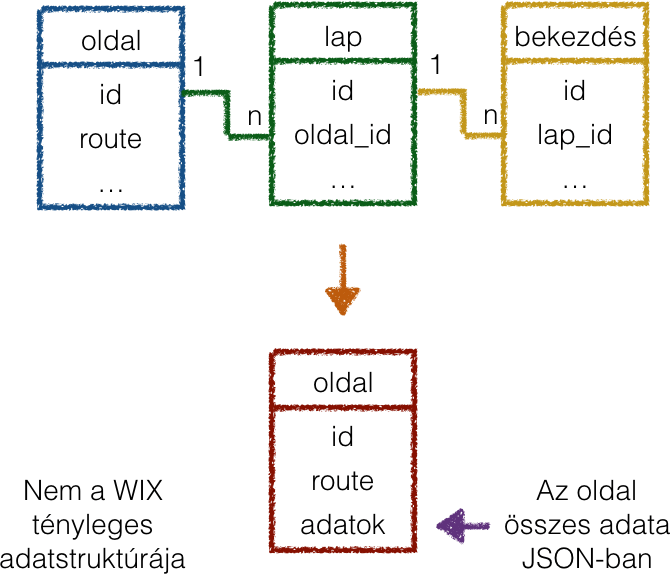 oldal
id
route
...
1
n
lap
id
oldal_id
...
1
n
bekezdés
id
lap_id
...
oldal
id
route
adatok
Nem a WIX
tényleges
adatstruktúrája
Az oldal
összes adata
JSON-ban